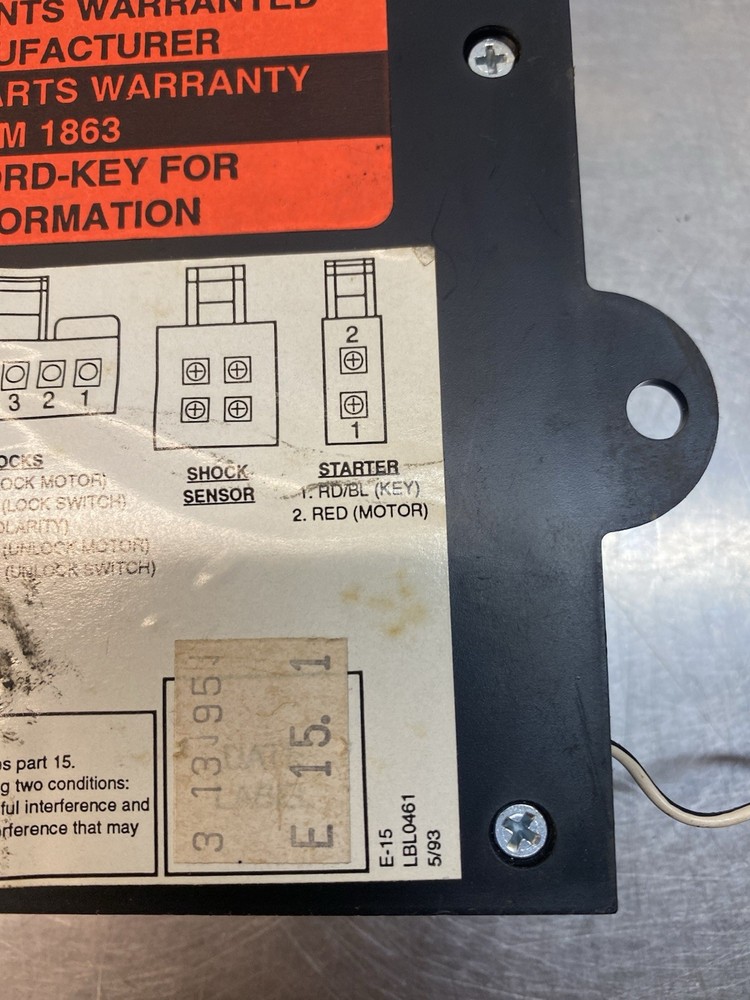 NTS WARRANTED
UFACTURER
ARTS WARRANTY
M 1863
ORD-KEY FOR
ORMATION
3 2 1
2
1
OCKS
OCK MOTOR)
(LOCK SWITCH)
OLARITY)
(UNLOCK MOTOR)
(UNLOCK SWITCH)
SHOCK
SENSOR
STARTER
1. RD/BL (KEY)
2. RED (MOTOR)
s part 15.
g two conditions:
ful interference and
rference that may
3 13J95
E 15. 1
E-15
LBL0461
5/93